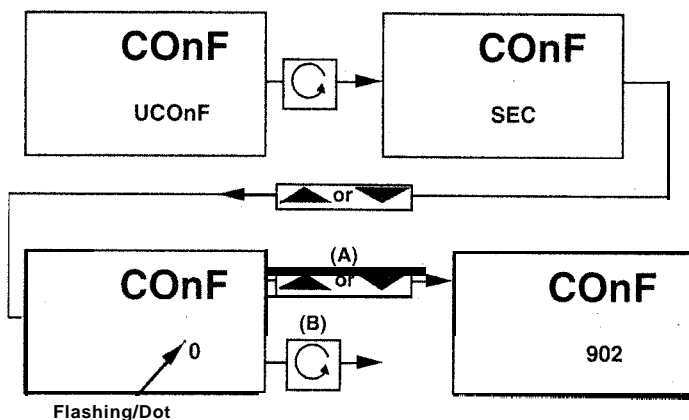 COnF
UCOnF
COnF
SEC
or
COnF
0
(A)
or
(B)
COnF
902
Flashing/Dot